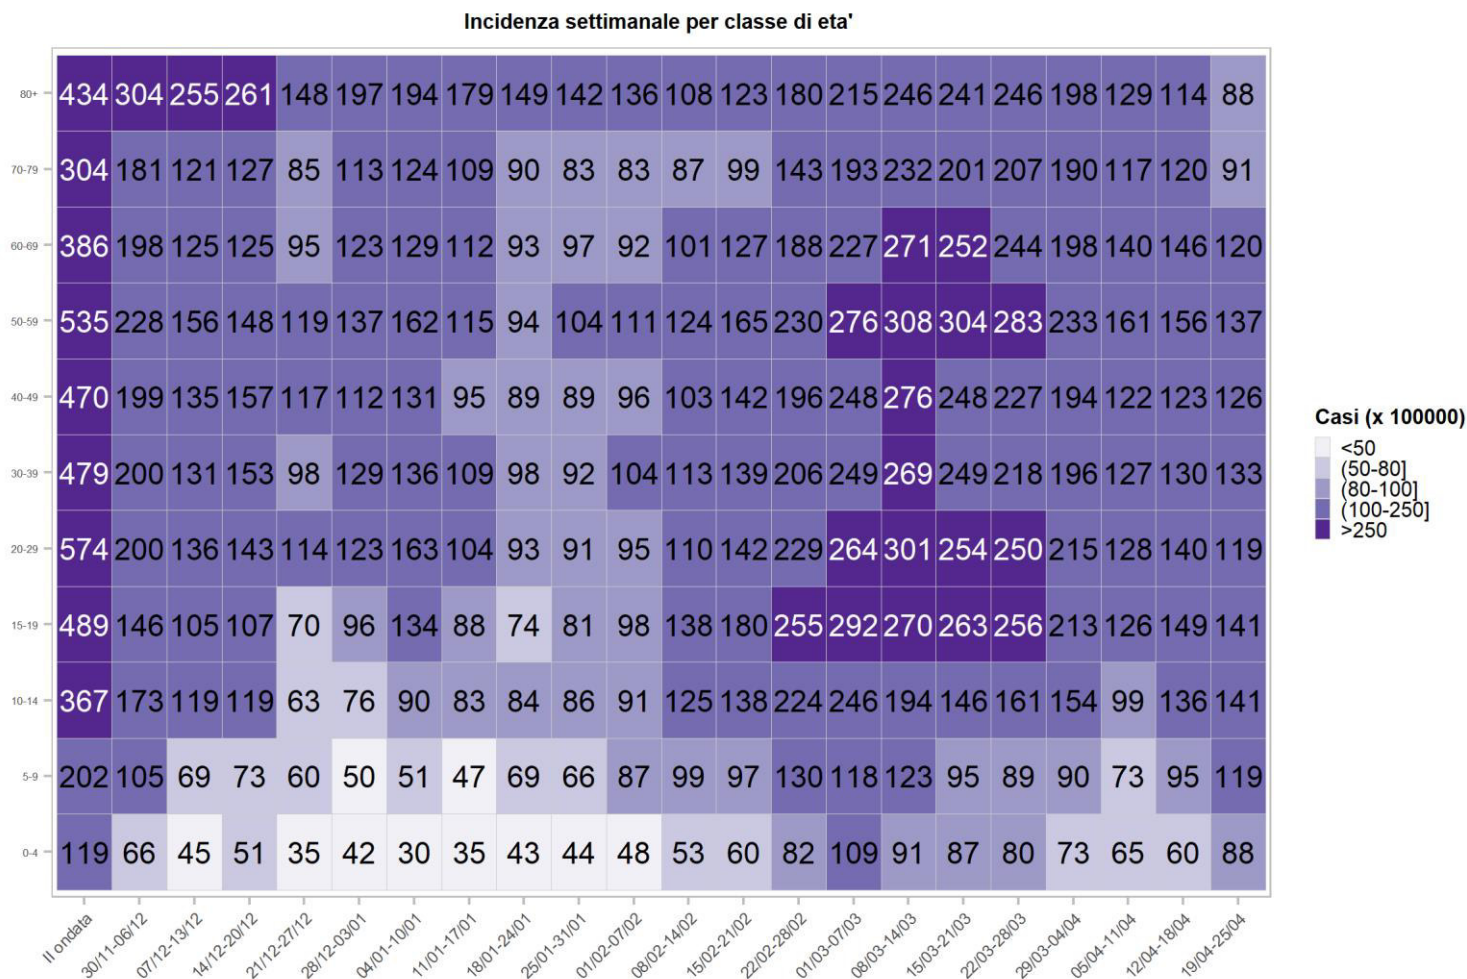 Incidenza settimanale per classe di eta'
80+ 434 304 255 261 148 197 194 179 149 142 136 108 123 180 215 246 241 246 198 129 114 88
70-79 304 181 121 127 85 113 124 109 90 83 83 87 99 143 193 232 201 207 190 117 120 91
60-69 386 198 125 125 95 123 129 112 93 97 92 101 127 188 227 271 252 244 198 140 146 120
50-59 535 228 156 148 119 137 162 115 94 104 111 124 165 230 276 308 304 283 233 161 156 137
40-49 470 199 135 157 117 112 131 95 89 89 96 103 142 196 248 276 248 227 194 122 123 126
30-39 479 200 131 153 98 129 136 109 98 92 104 113 139 206 249 269 249 218 196 127 130 133
20-29 574 200 136 143 114 123 163 104 93 91 95 110 142 229 264 301 254 250 215 128 140 119
15-19 489 146 105 107 70 96 134 88 74 81 98 138 180 255 292 270 263 256 213 126 149 141
10-14 367 173 119 119 63 76 90 83 84 86 91 125 138 224 246 194 146 161 154 99 136 141
5-9 202 105 69 73 60 50 51 47 69 66 87 99 97 130 118 123 95 89 90 73 95 119
0-4 119 66 45 51 35 42 30 35 43 44 48 53 60 82 109 91 87 80 73 65 60 88
II ondata 30/11-06/12 07/12-13/12 14/12-20/12 21/12-27/12 28/12-03/01 04/01-10/01 11/01-17/01 18/01-24/01 25/01-31/01 01/02-07/02 08/02-14/02 15/02-21/02 22/02-28/02 01/03-07/03 08/03-14/03 15/03-21/03 22/03-28/03 29/03-04/04 05/04-11/04 12/04-18/04 19/04-25/04
Casi (x 100000)
<50
(50-80]
(80-100]
(100-250]
>250